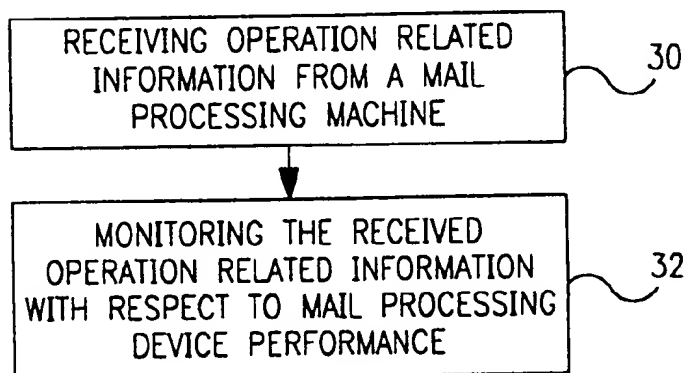 RECEIVING OPERATION RELATED
INFORMATION FROM A MAIL
PROCESSING MACHINE
30
MONITORING THE RECEIVED
OPERATION RELATED INFORMATION
WITH RESPECT TO MAIL PROCESSING
DEVICE PERFORMANCE
32